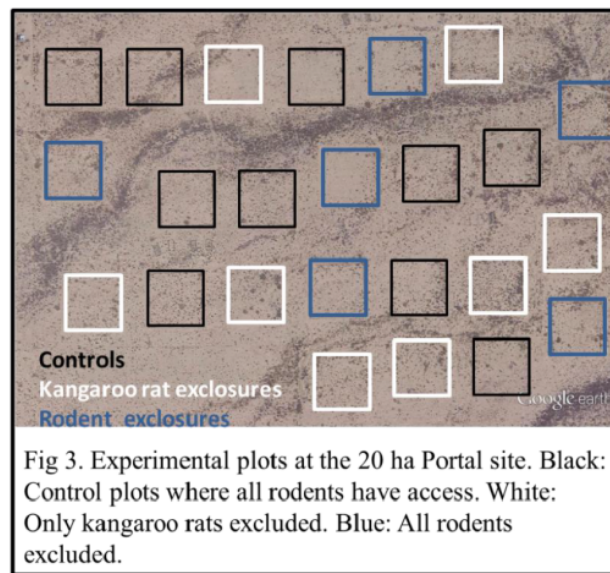 Controls
Kangaroo rat exclosures
Rodent exclosures
Google earth
Fig 3. Experimental plots at the 20 ha Portal site. Black:
Control plots where all rodents have access. White:
Only kangaroo rats excluded. Blue: All rodents
excluded.